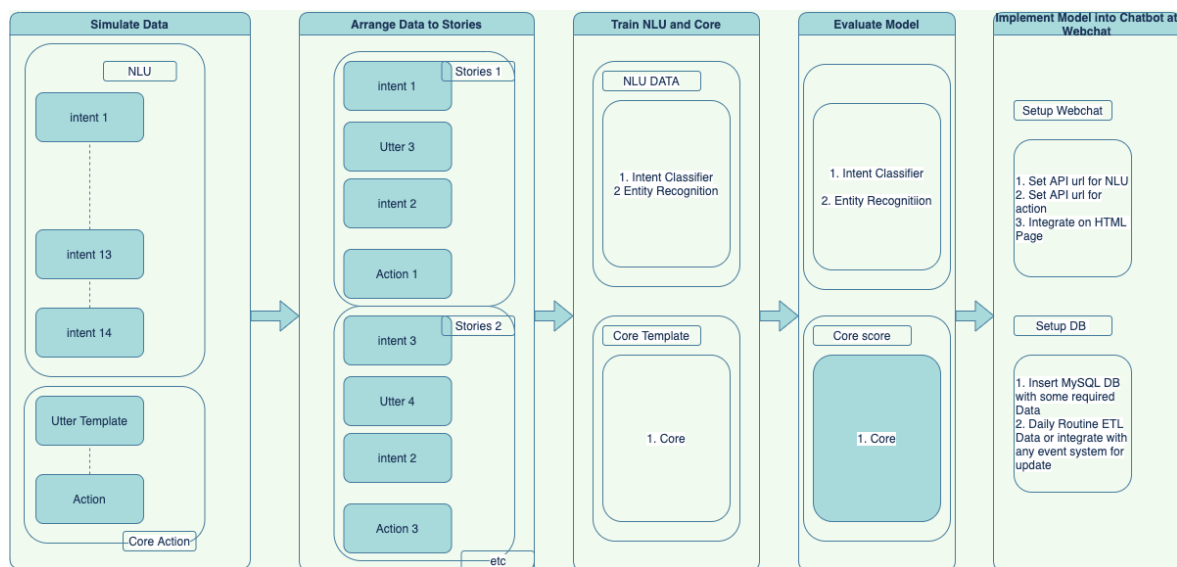 Simulate Data
NLU
intent 1
intent 13
intent 14
Utter Template
Action
Core Action
Arrange Data to Stories
Stories 1
intent 1
Utter 3
intent 2
Action 1
Stories 2
intent 3
Utter 4
intent 2
Action 3
etc
Train NLU and Core
NLU DATA
1. Intent Classifier
2 Entity Recognition
Core Template
1. Core
Evaluate Model
1. Intent Classifier
2. Entity Recognitiion
Core score
1. Core
Implement Model into Chatbot at
Webchat
Setup Webchat
1. Set API url for NLU
2. Set API url for
action
3. Integrate on HTML
Page
Setup DB
1. Insert MySQL DB
with some required
Data
2. Daily Routine ETL
Data or integrate with
any event system for
update